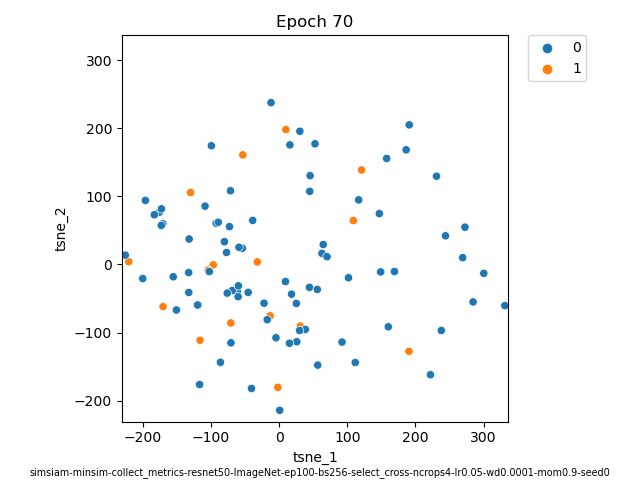 Epoch 70
0
1
300
200
100
0
−100
−200
tsne_2
−200 −100 0 100 200 300
tsne_1
simsiam-minsim-collect_metrics-resnet50-ImageNet-ep100-bs256-select_cross-ncrops4-lr0.05-wd0.0001-mom0.9-seed0